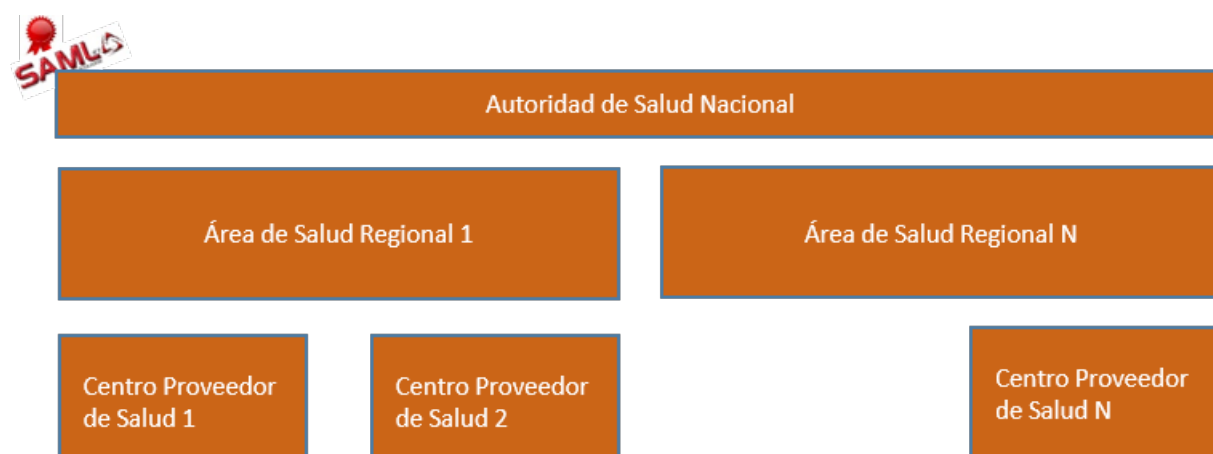 SAML
Autoridad de Salud Nacional
Área de Salud Regional 1
Área de Salud Regional N
Centro Proveedor
de Salud 1
Centro Proveedor
de Salud 2
Centro Proveedor
de Salud N